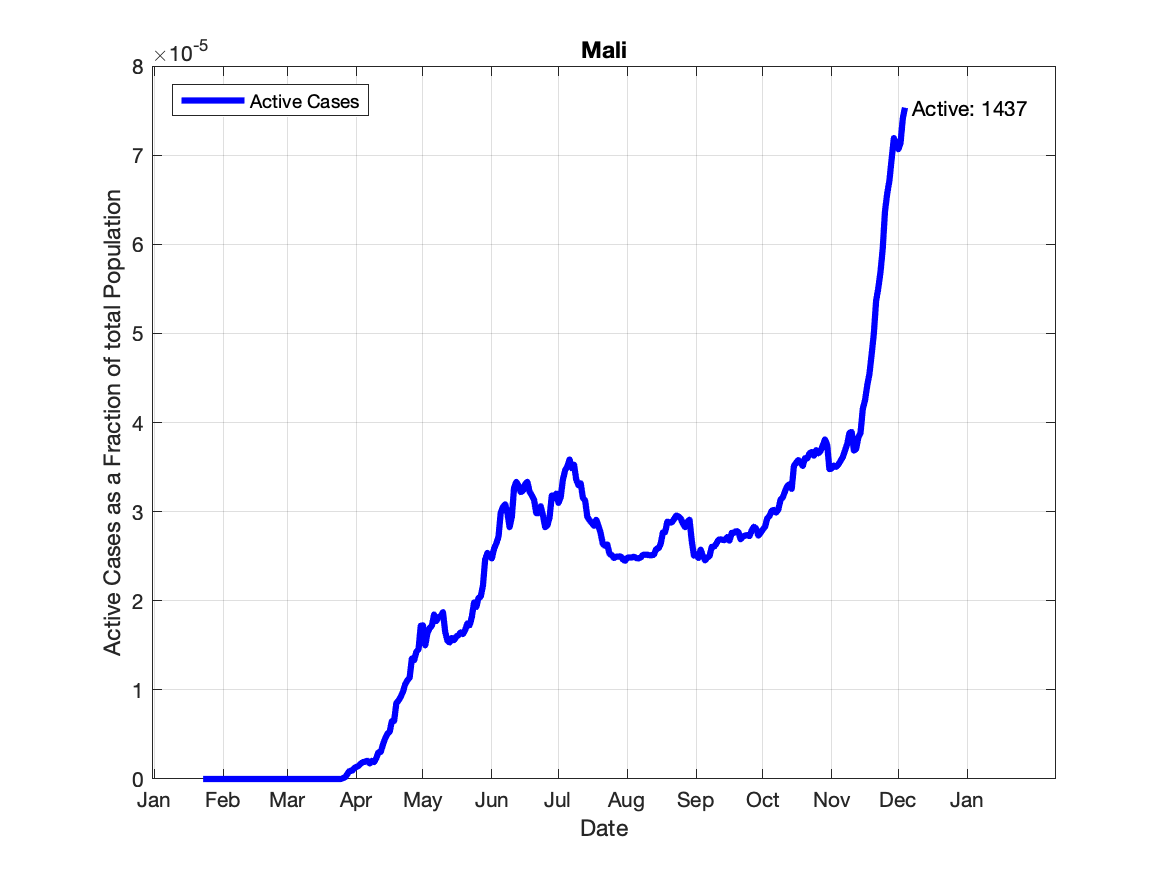 Mali
×10-5
8
7
6
5
4
3
2
1
0
Active Cases as a Fraction of total Population
Active Cases
Active: 1437
Jan Feb Mar Apr May Jun Jul Aug Sep Oct Nov Dec Jan
Date